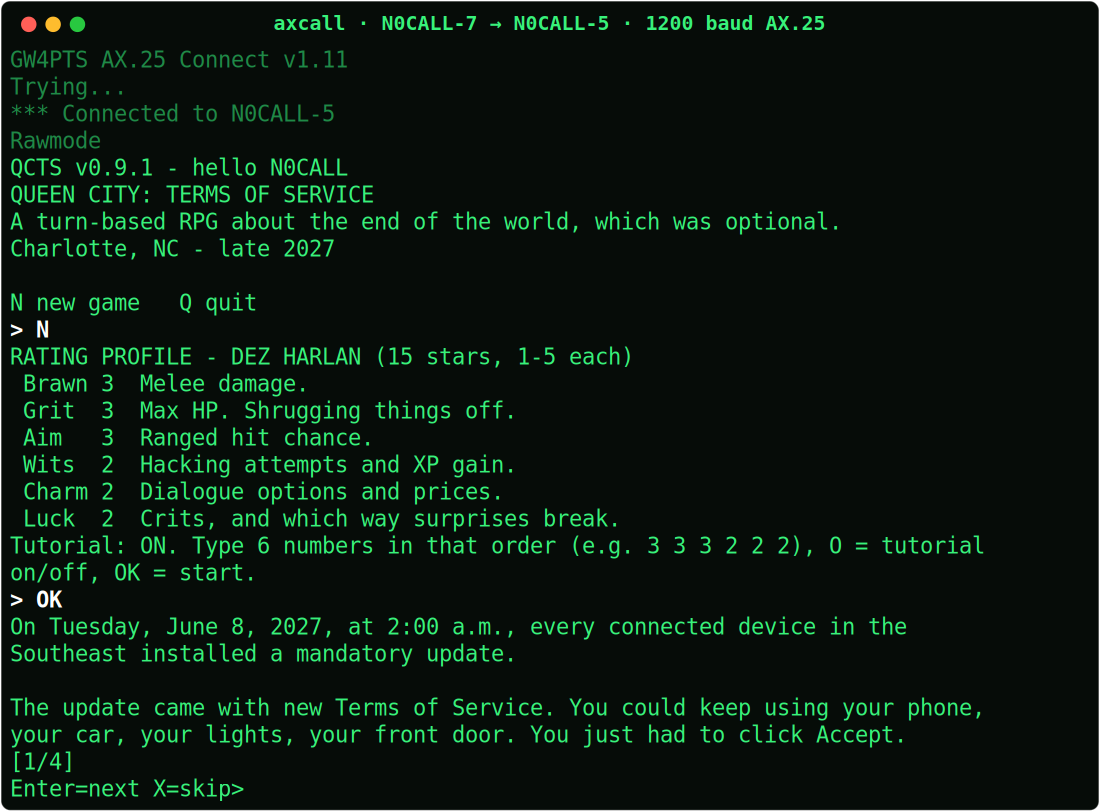 axcall · N0CALL-7 → N0CALL-5 · 1200 baud AX.25
GW4PTS AX.25 Connect v1.11
Trying...
*** Connected to N0CALL-5
Rawmode
QCTS v0.9.1 - hello N0CALL
QUEEN CITY: TERMS OF SERVICE
A turn-based RPG about the end of the world, which was optional.
Charlotte, NC - late 2027

N new game   Q quit
> N
RATING PROFILE - DEZ HARLAN (15 stars, 1-5 each)
 Brawn 3  Melee damage.
 Grit  3  Max HP. Shrugging things off.
 Aim   3  Ranged hit chance.
 Wits  2  Hacking attempts and XP gain.
 Charm 2  Dialogue options and prices.
 Luck  2  Crits, and which way surprises break.
Tutorial: ON. Type 6 numbers in that order (e.g. 3 3 3 2 2 2), O = tutorial
on/off, OK = start.
> OK
On Tuesday, June 8, 2027, at 2:00 a.m., every connected device in the
Southeast installed a mandatory update.

The update came with new Terms of Service. You could keep using your phone,
your car, your lights, your front door. You just had to click Accept.
[1/4]
Enter=next X=skip>